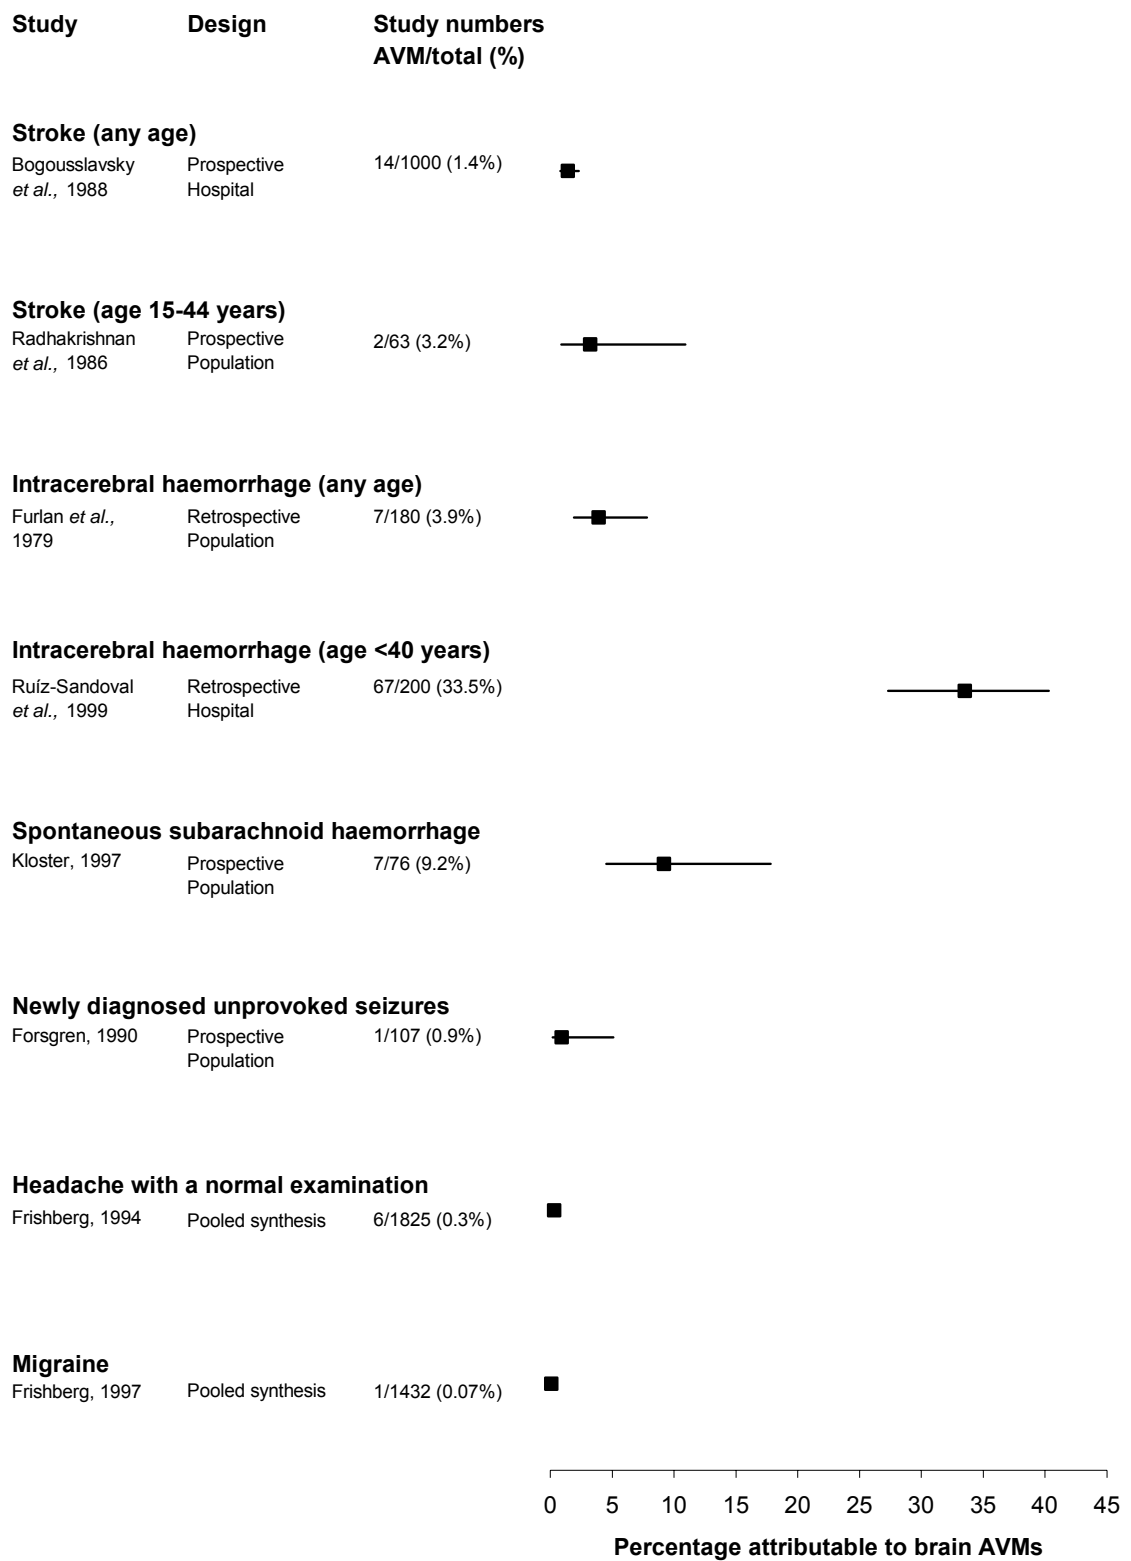 Study Design Study numbers
AVM/total (%)
Stroke (any age)
Bogousslavsky Prospective 14/1000 (1.4%)
et al., 1988 Hospital
Stroke (age 15-44 years)
Radhakrishnan Prospective 2/63 (3.2%)
et al., 1986 Population
Intracerebral haemorrhage (any age)
Furlan et al., Retrospective 7/180 (3.9%)
1979 Population
Intracerebral haemorrhage (age <40 years)
Ruíz-Sandoval Retrospective 67/200 (33.5%)
et al., 1999 Hospital
Spontaneous subarachnoid haemorrhage
Kloster, 1997 Prospective 7/76 (9.2%)
Population
Newly diagnosed unprovoked seizures
Forsgren, 1990 Prospective 1/107 (0.9%)
Population
Headache with a normal examination
Frishberg, 1994 Pooled synthesis 6/1825 (0.3%)
Migraine
Frishberg, 1997 Pooled synthesis 1/1432 (0.07%)
0 5 10 15 20 25 30 35 40 45
Percentage attributable to brain AVMs